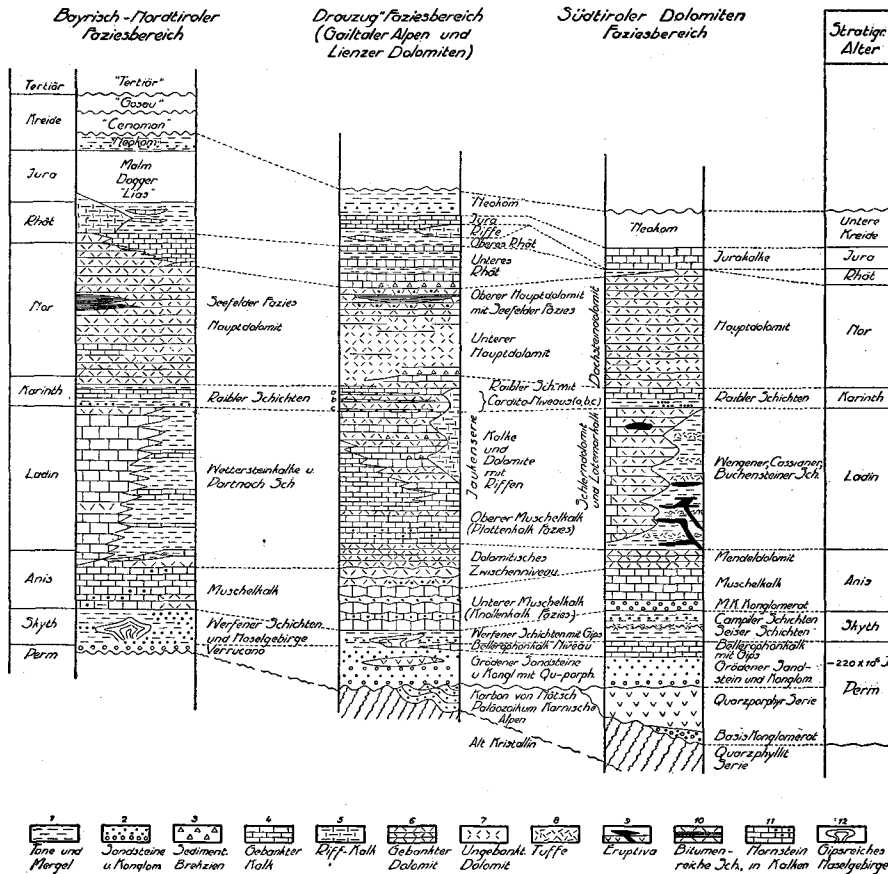 Bayrisch-Nordtiroler
Faziesbereich
Tertiär
Kreide
Jura
Rhät
Nor
Karinth
Ladin
Anis
Skyth
Perm
"Tertiär"
"Gosau"
"Cenoman"
"Neokom"
Malm
Dogger
"Lias"
Seefelder Fazies
Hauptdolomit
Raibler Schichten
Wettersteinkalke u.
Partnach Sch
Muschelkalk
Werfener Schichten
und Haselgebirge
Verrucano
Drauzug-Faziesbereich
(Gailtaler Alpen und
Lienzer Dolomiten)
Neokom
Jura
Riffe
Oberes Rhät
Unteres
Rhät
Oberer Hauptdolomit
mit Seefelder Fazies
Unterer
Hauptdolomit
Raibler Sch. mit
Cardita-Niveaus (a,b,c)
Jaukenserie
Kalke
und
Dolomite
mit
Riffen
Oberer Muschelkalk
(Plattenkalk Fazies)
Dolomitisches
Zwischenniveau
Unterer Muschelkalk
(Knollenkalk Fazies)
Werfener Schichten mit Gips
Bellerophonkalk Niveau
Grödener Sandsteine
u Kongl mit Qu-porph.
Karbon von Nötsch
Paläozoikum Karnische
Alpen
Alt Kristallin
Südtiroler Dolomiten
Faziesbereich
Neokom
Jurakalke
Dachsteindolomit
Hauptdolomit
Raibler Schichten
Schlerndolomit
und Latemarkalk
Wengener, Cassianer,
Buchensteiner Sch.
Mendeldolomit
Muschelkalk
M.K. Konglomerat
Campiler Schichten
Seiser Schichten
Bellerophonkalk
mit Gips
Grödener Sand-
stein und Konglom.
Quarzporphyr Serie
Basis Konglomerat
Quarzphyllit
Serie
Stratigr.
Alter
Untere
Kreide
Jura
Rhät
Nor
Karinth
Ladin
Anis
Skyth
-220 x 10⁶ J
Perm
1
Tone und
Mergel
2
Sandsteine
u. Konglom
3
Sediment.
Brekzien
4
Gebankter
Kalk
5
Riff-Kalk
6
Gebankter
Dolomit
7
Ungebankt.
Dolomit
8
Tuffe
9
Eruptiva
10
Bitumen-
reiche Sch.
11
Hornstein
in Kalken
12
Gipsreiches
Haselgebirge